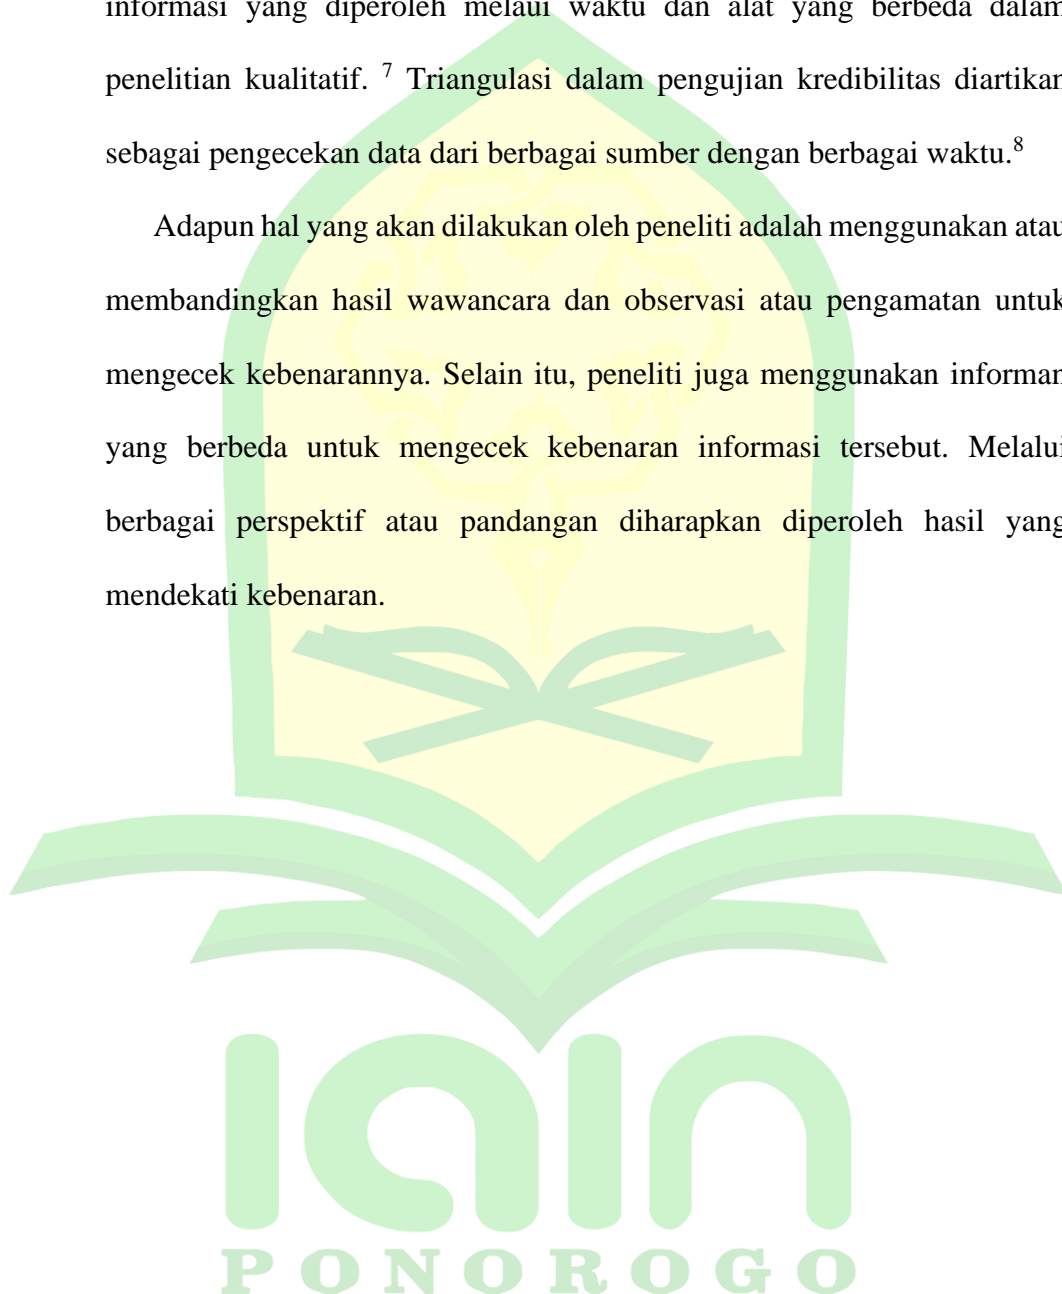 informasi yang diperoleh melaui waktu dan alat yang berbeda dalam
penelitian kualitatif. ⁷ Triangulasi dalam pengujian kredibilitas diartikan
sebagai pengecekan data dari berbagai sumber dengan berbagai waktu.⁸
Adapun hal yang akan dilakukan oleh peneliti adalah menggunakan atau
membandingkan hasil wawancara dan observasi atau pengamatan untuk
mengecek kebenarannya. Selain itu, peneliti juga menggunakan informan
yang berbeda untuk mengecek kebenaran informasi tersebut. Melalui
berbagai perspektif atau pandangan diharapkan diperoleh hasil yang
mendekati kebenaran.
IAIN
PONOROGO